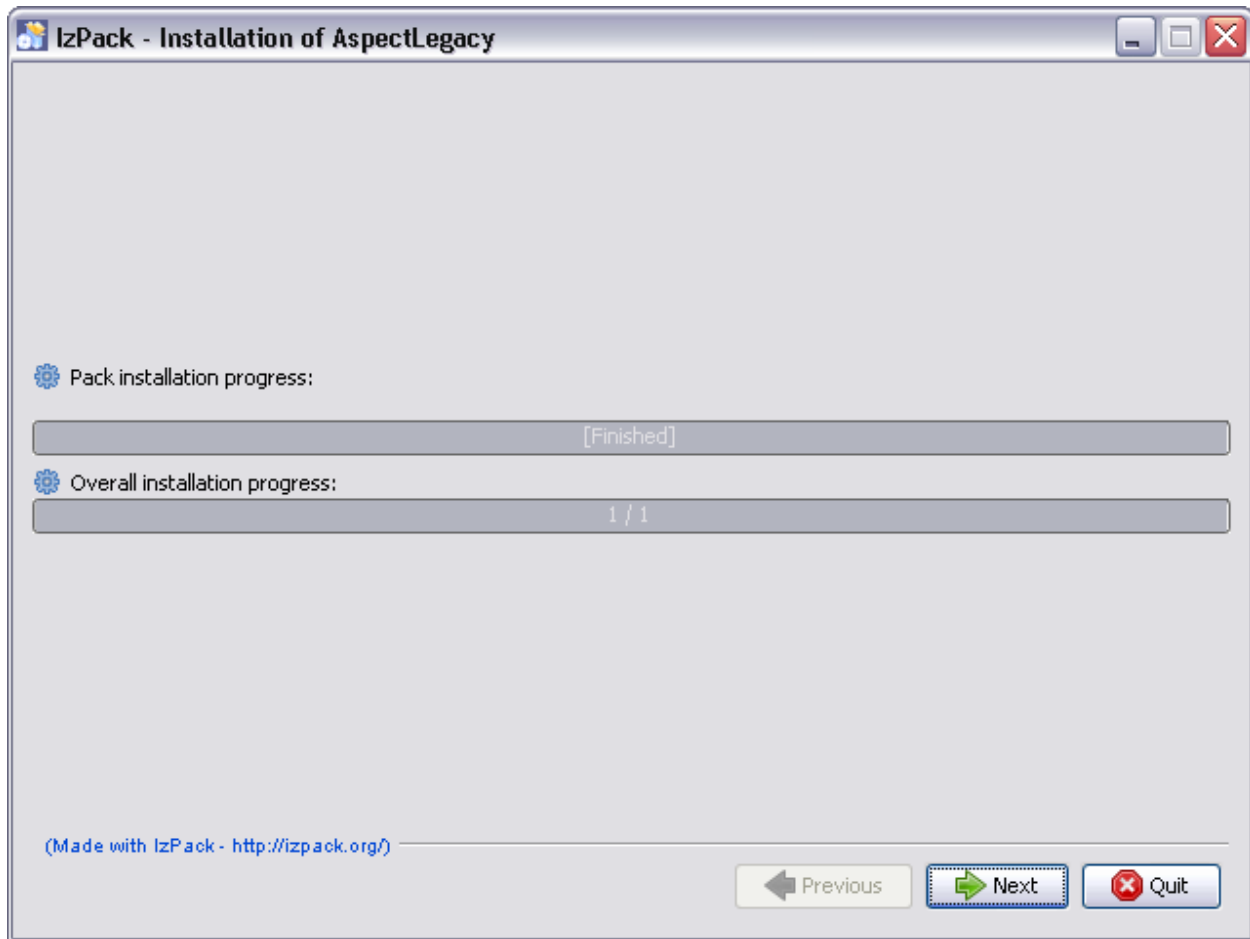 IzPack - Installation of AspectLegacy
Pack installation progress:
[Finished]
Overall installation progress:
1 / 1
(Made with IzPack - http://izpack.org/)
Previous Next Quit